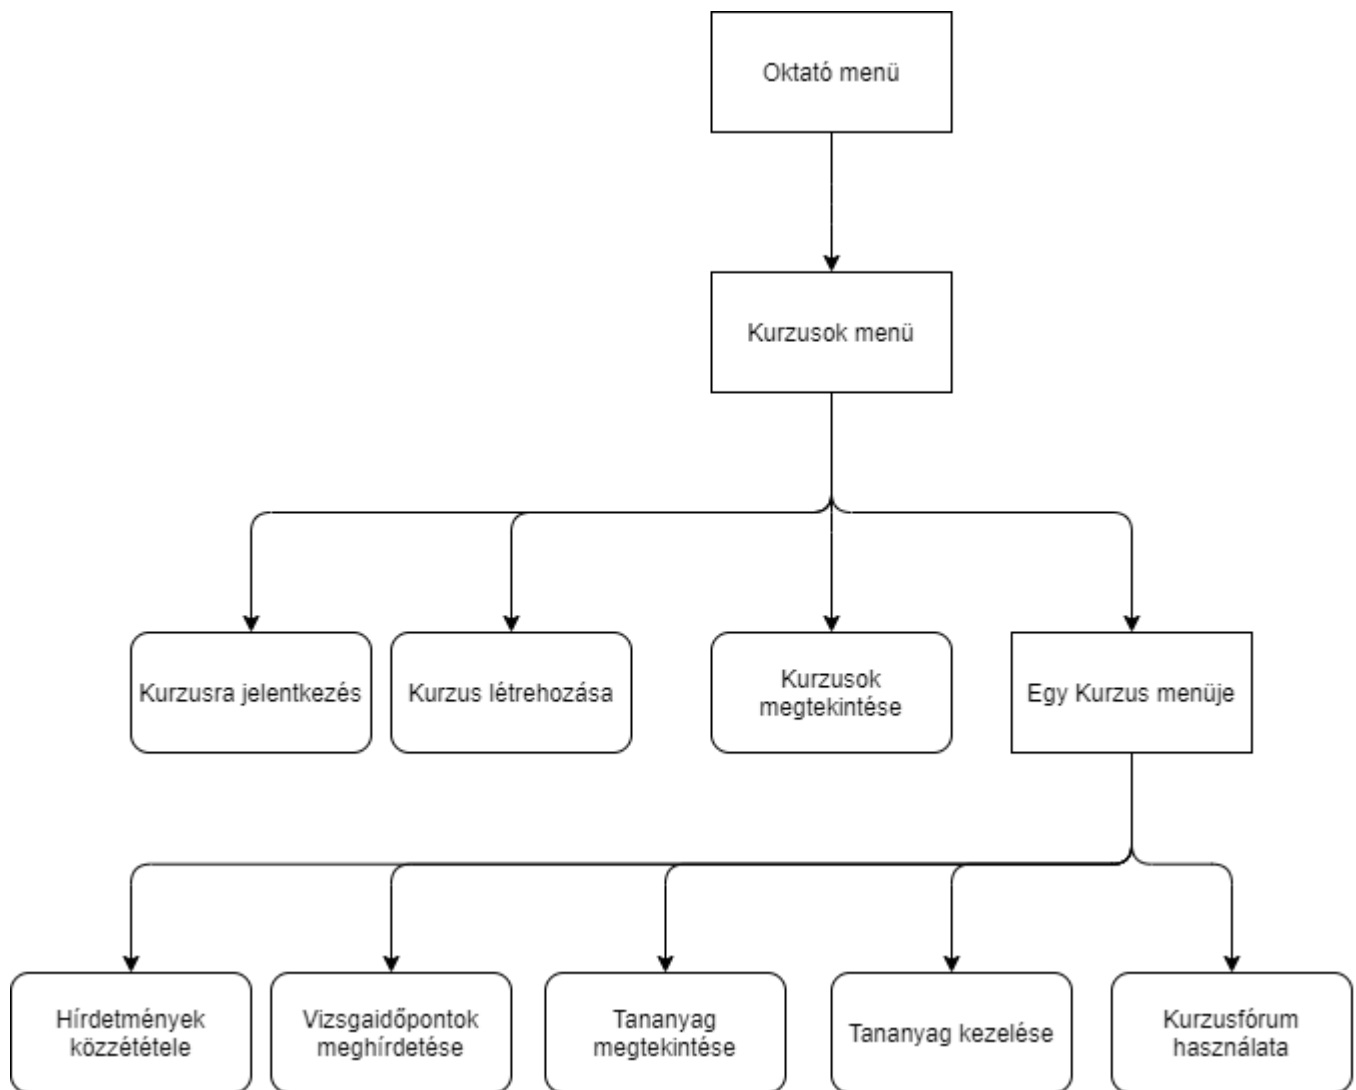 Oktató menü
Kurzusok menü
Kurzusra jelentkezés
Kurzus létrehozása
Kurzusok
megtekintése
Egy Kurzus menüje
Hírdetmények
közzététele
Vizsgaidőpontok
meghírdetése
Tananyag
megtekintése
Tananyag kezelése
Kurzusfórum
használata